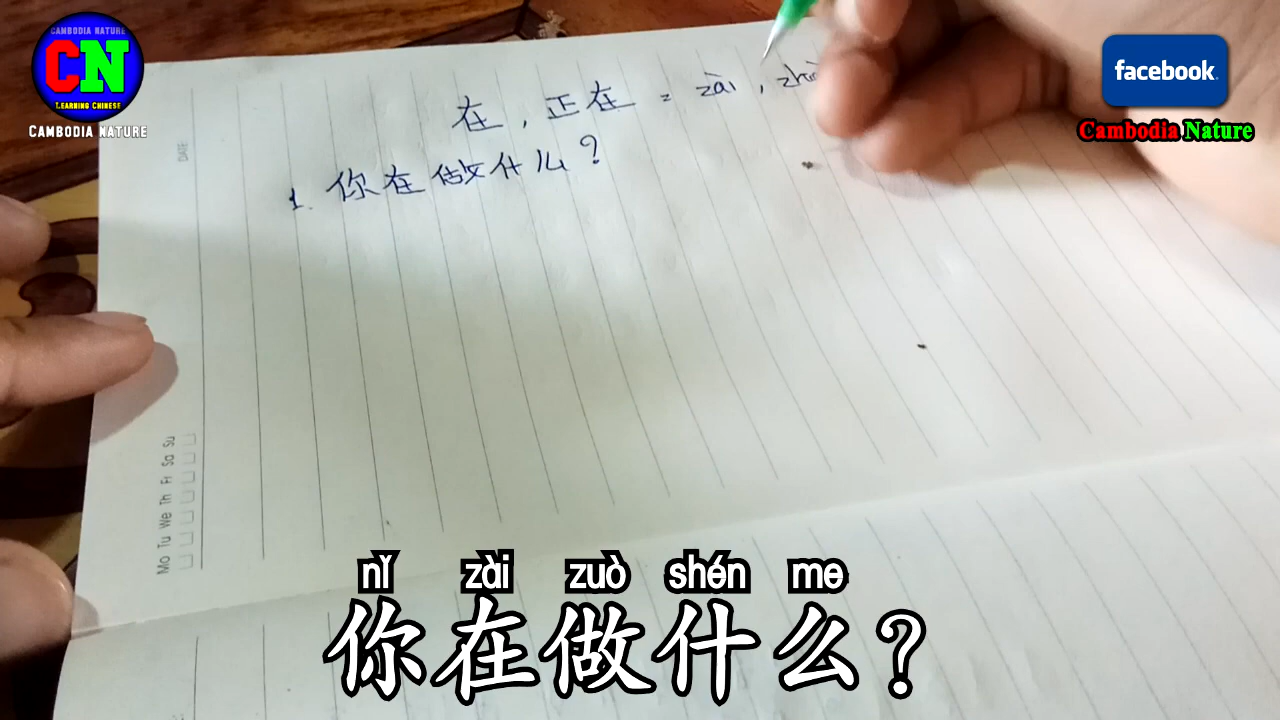 CAMBODIA NATURE
CN
LEARNING CHINESE
CAMBODIA NATURE
facebook
Cambodia Nature
DATE
在,正在 = zài,
1. 你在做什么?
Mo Tu We Th Fr Sa Su
nǐ zài zuò shén me
你在做什么?